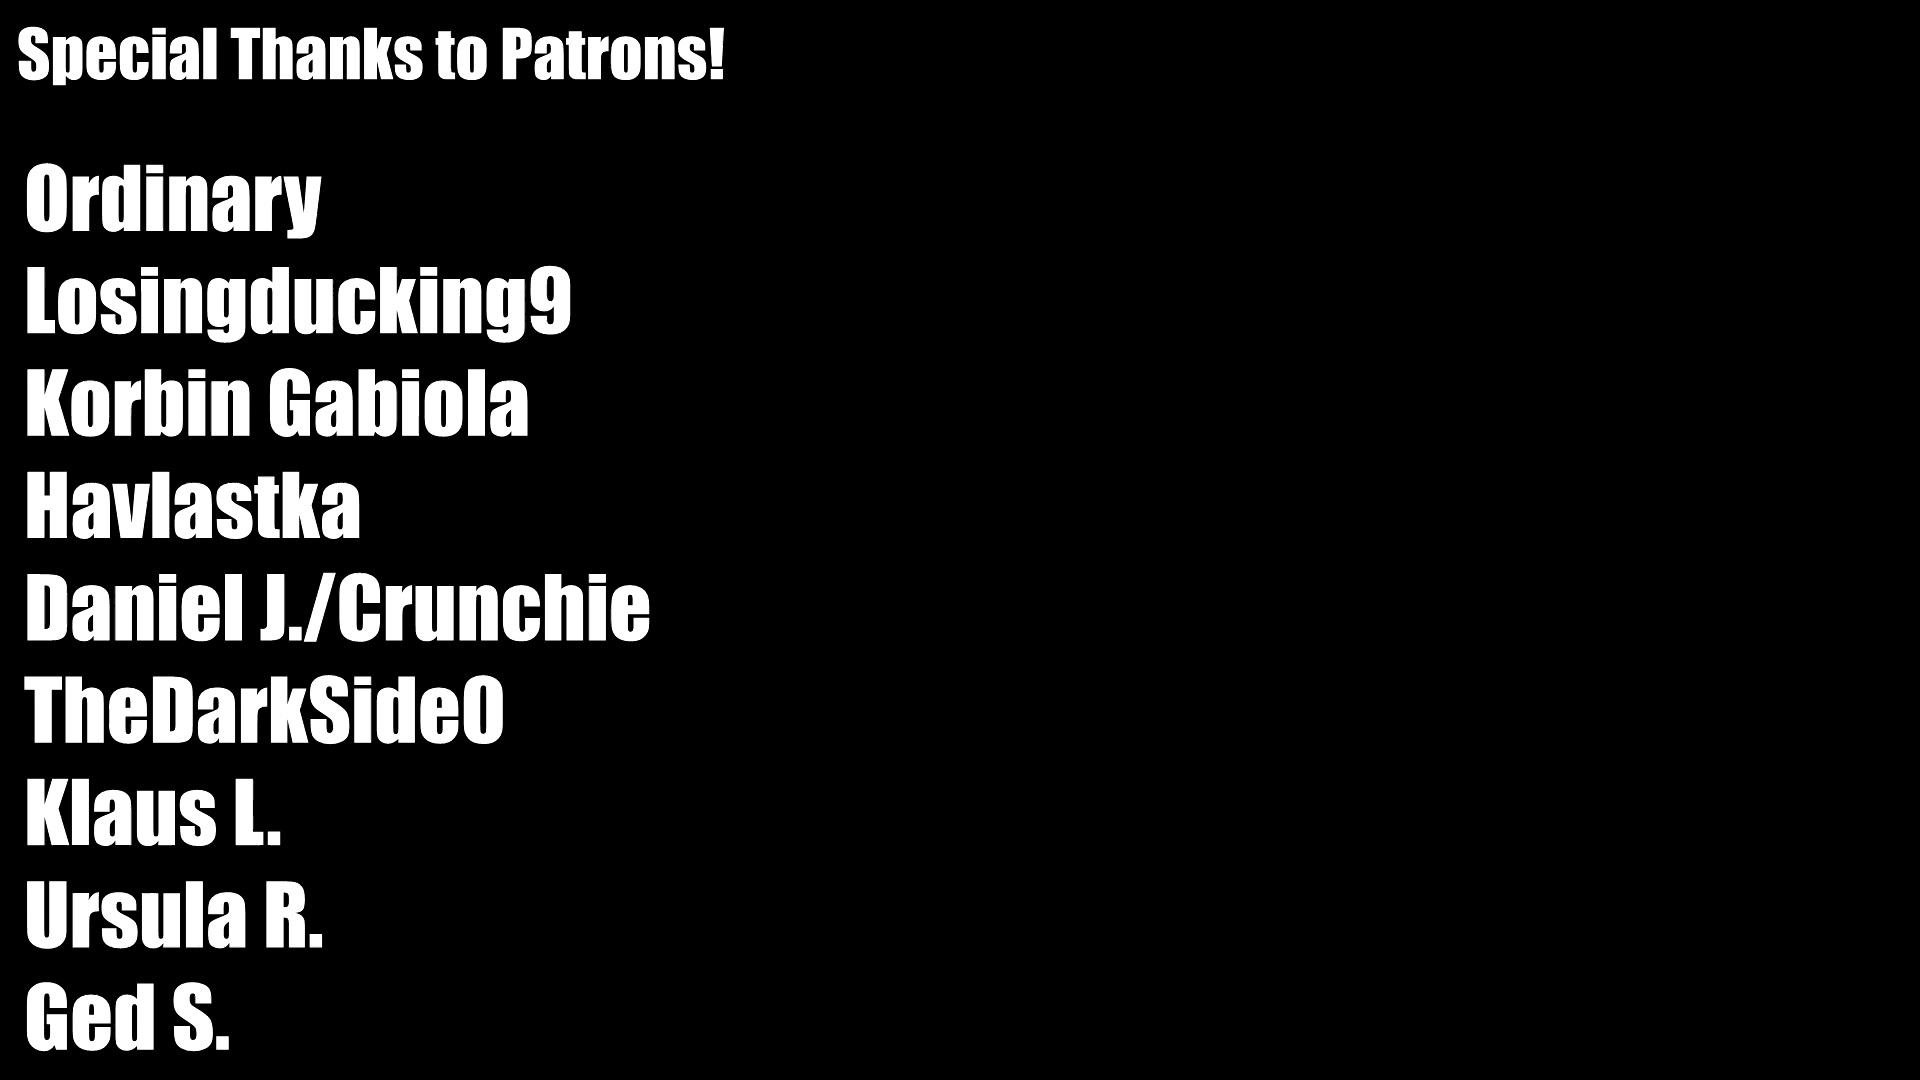 Special Thanks to Patrons!
Ordinary
Losingducking9
Korbin Gabiola
Havlastka
Daniel J./Crunchie
TheDarkSide0
Klaus L.
Ursula R.
Ged S.